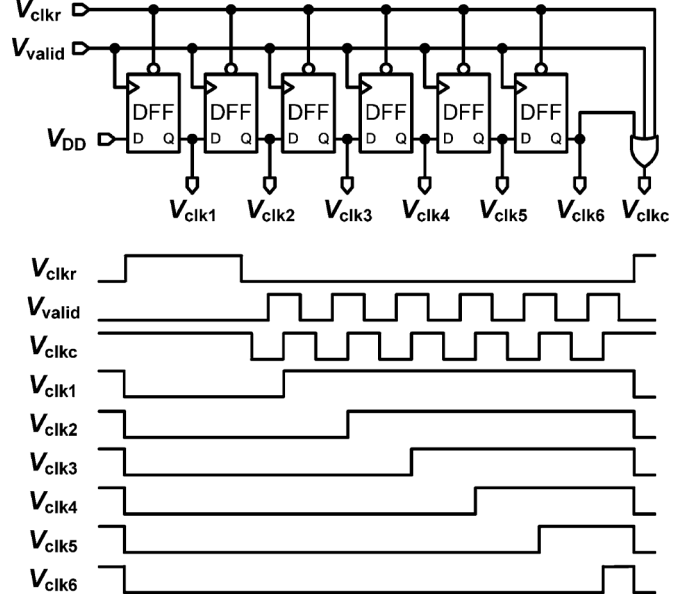 Vclkr
Vvalid
DFF DFF DFF DFF DFF DFF
VDD D Q D Q D Q D Q D Q D Q
Vclk1 Vclk2 Vclk3 Vclk4 Vclk5 Vclk6 Vclkc
Vclkr
Vvalid
Vclkc
Vclk1
Vclk2
Vclk3
Vclk4
Vclk5
Vclk6